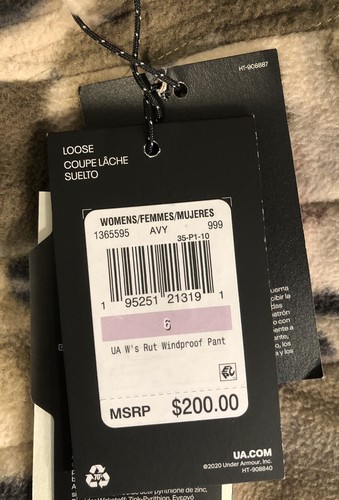 HT-908887
LOOSE
COUPE LÂCHE
SUELTO
WOMENS/FEMMES/MUJERES
1365595 AVY 999
35-P1-10
1 95251 21319 1
6
UA W's Rut Windproof Pant
MSRP $200.00
UA.COM
©2020 Under Armour, Inc.
HT-908840